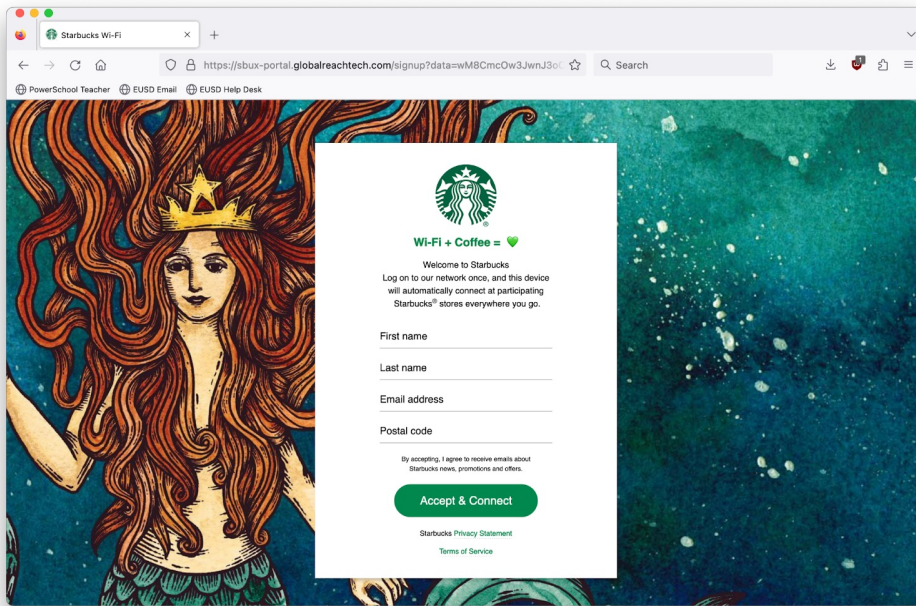 Starbucks Wi-Fi
https://sbux-portal.globalreachtech.com/signup?data=wM8CmcOw3JwnJ3o
Search
1
PowerSchool Teacher
EUSD Email
EUSD Help Desk
Wi-Fi + Coffee = 💚
Welcome to Starbucks
Log on to our network once, and this device
will automatically connect at participating
Starbucks® stores everywhere you go.
First name
Last name
Email address
Postal code
By accepting, I agree to receive emails about
Starbucks news, promotions and offers.
Accept & Connect
Starbucks Privacy Statement
Terms of Service